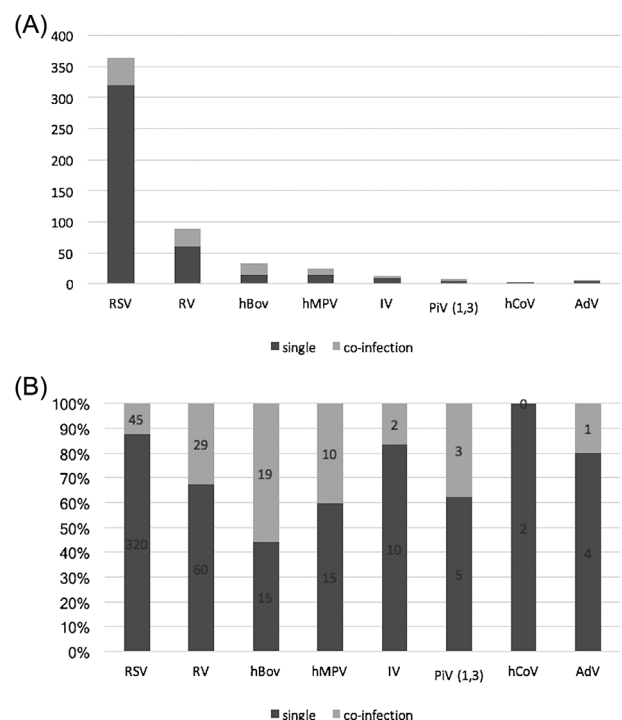 (A)
400
350
300
250
200
150
100
50
0
RSV RV hBov hMPV IV PiV (1,3) hCoV AdV
single co-infection
(B)
100%
90%
80%
70%
60%
50%
40%
30%
20%
10%
0%
45 29 19 10 2 3 0 1
320 60 15 15 10 5 2 4
RSV RV hBov hMPV IV PiV (1,3) hCoV AdV
single co-infection